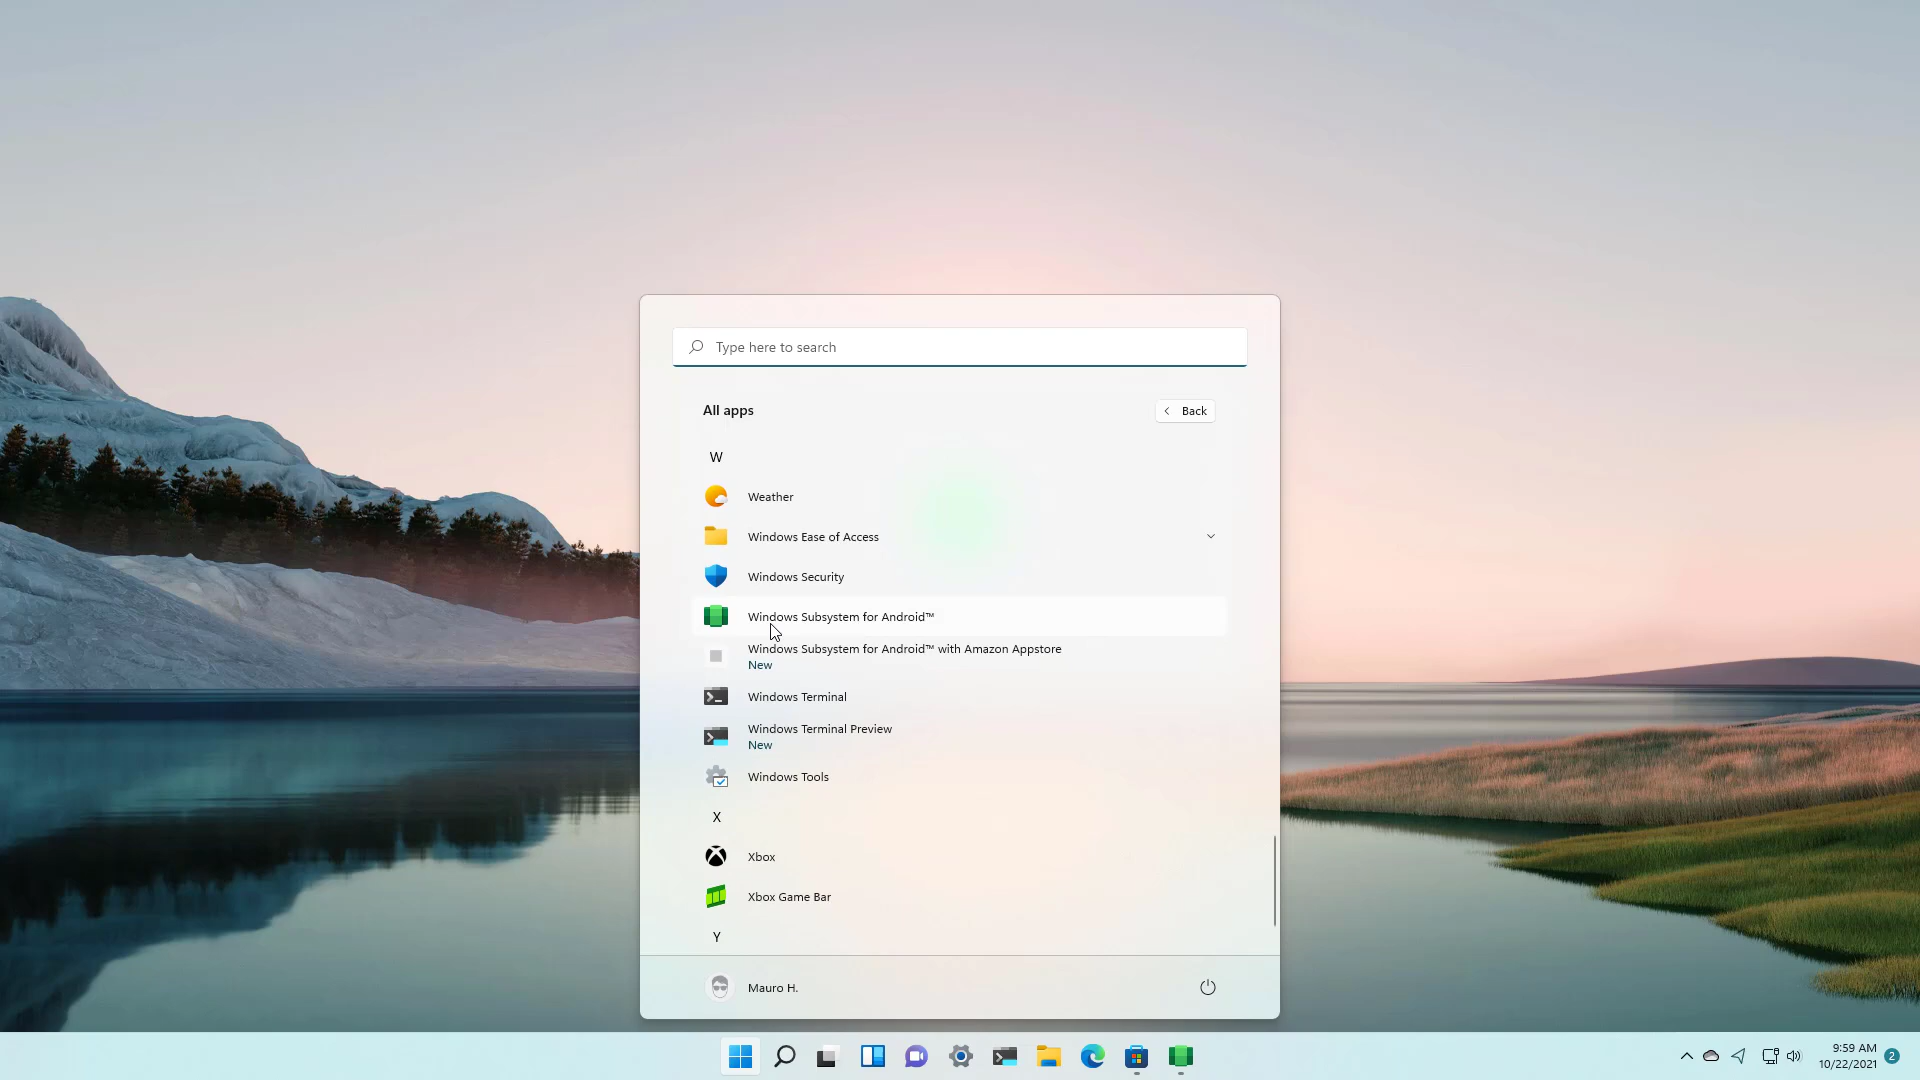 Type here to search
All apps
Back
W
Weather
Windows Ease of Access
Windows Security
Windows Subsystem for Android™
Windows Subsystem for Android™ with Amazon Appstore
New
Windows Terminal
Windows Terminal Preview
New
Windows Tools
X
Xbox
Xbox Game Bar
Y
Mauro H.
9:59 AM
10/22/2021
2